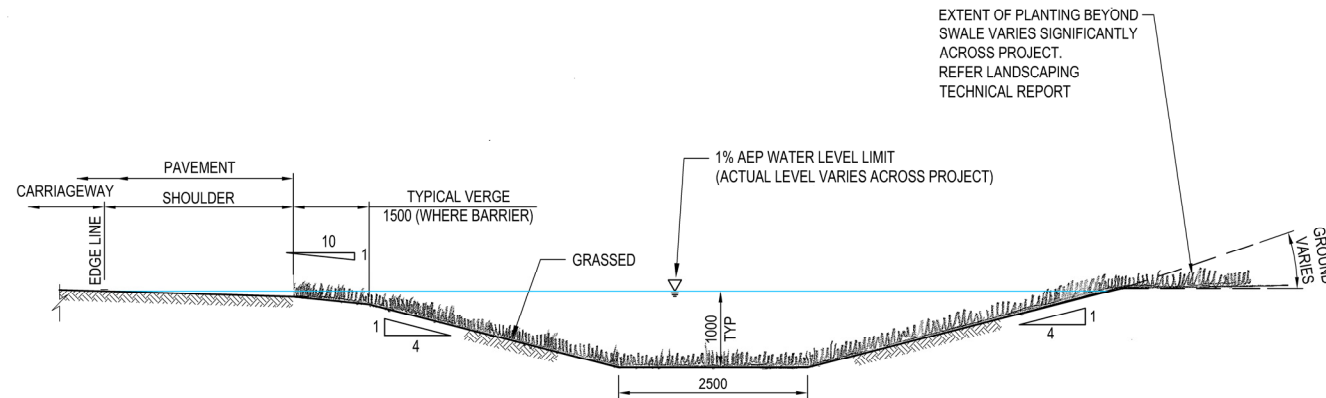 EXTENT OF PLANTING BEYOND
SWALE VARIES SIGNIFICANTLY
ACROSS PROJECT.
REFER LANDSCAPING
TECHNICAL REPORT
1% AEP WATER LEVEL LIMIT
(ACTUAL LEVEL VARIES ACROSS PROJECT)
PAVEMENT
CARRIAGEWAY
SHOULDER
TYPICAL VERGE
1500 (WHERE BARRIER)
EDGE LINE
10
1
GRASSED
GROUND
VARIES
1
4
1000
TYP
1
4
2500